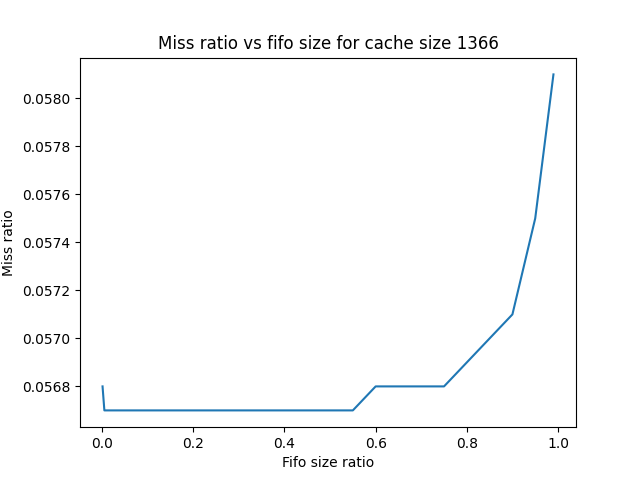 Miss ratio vs fifo size for cache size 1366
0.0580
0.0578
0.0576
0.0574
0.0572
0.0570
0.0568
Miss ratio
0.0 0.2 0.4 0.6 0.8 1.0
Fifo size ratio